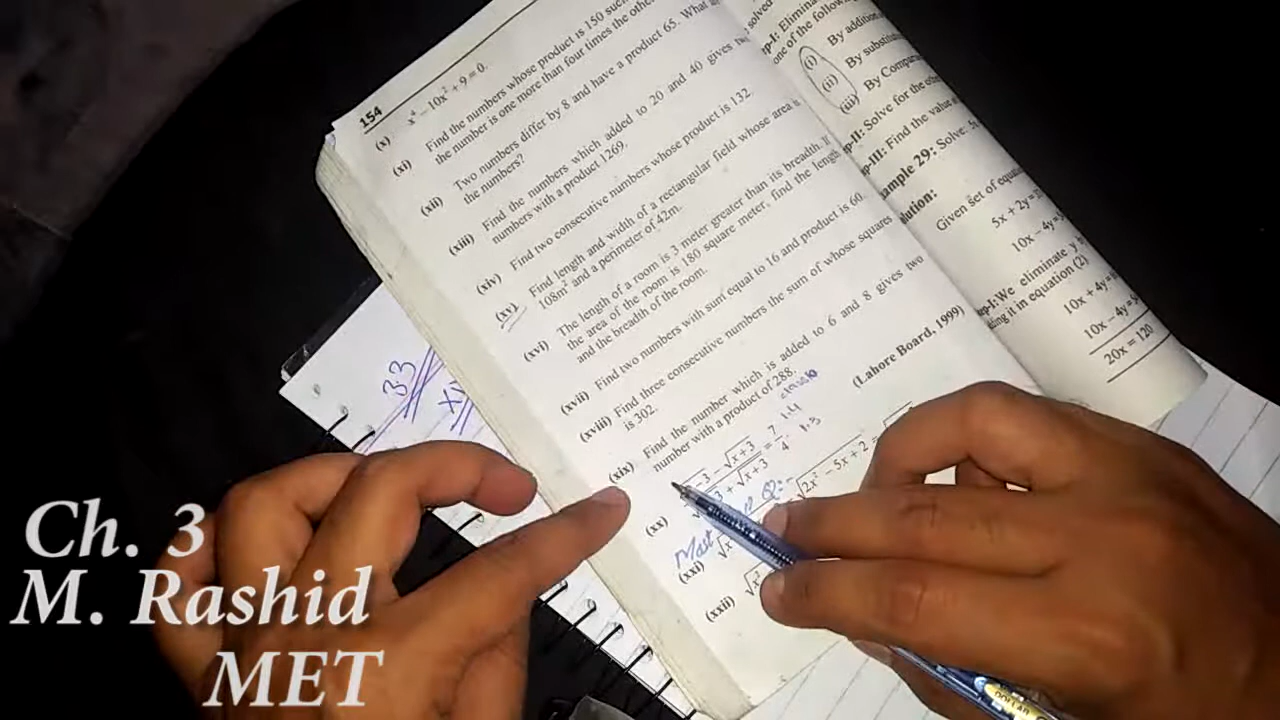 154
(x) x⁴ − 10x² + 9 = 0.
(xi) Find the numbers whose product is 150 such
the number is one more than four times the other
(xii) Two numbers differ by 8 and have a product 65. What
the numbers?
(xiii) Find the numbers which added to 20 and 40 gives
numbers with a product 1269.
(xiv) Find two consecutive numbers whose product is 132
(xv) Find length and width of a rectangular field whose area is
108m² and a perimeter of 42m.
(xvi) The length of a room is 3 meter greater than its breadth. If
the area of the room is 180 square meter, find the length
and the breadth of the room.
(xvii) Find two numbers with sum equal to 16 and product is 60.
(xviii) Find three consecutive numbers the sum of whose squares
is 302.
(xix) Find the number which is added to 6 and 8 gives two
number with a product of 288.
(Lahore Board, 1999)
(xx)
(xxi)
(xxii)
one of the
(i) By addition
(ii) By
(iii) By
Solve for the
Find the value
29: Solve:
Given set of
5x + 2y =
10x − 4y =
We eliminate y
in equation (2)
10x + 4y =
10x − 4y =
20x = 120
33
Ch. 3
M. Rashid
MET